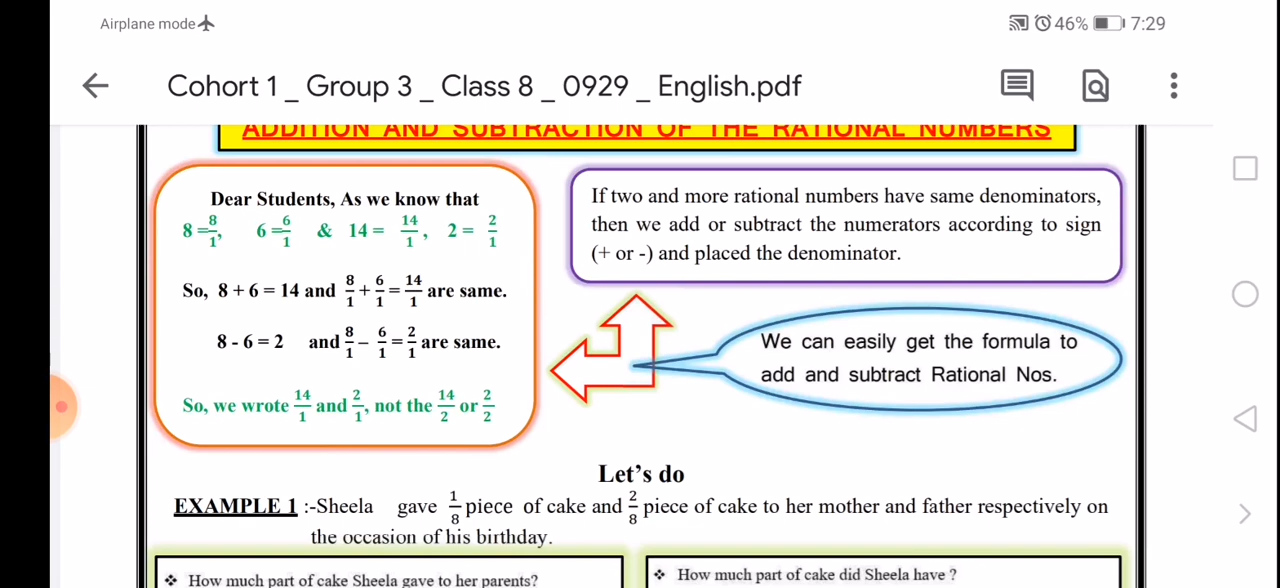 Airplane mode
46% 7:29
Cohort 1 _ Group 3 _ Class 8 _ 0929 _ English.pdf
ADDITION AND SUBTRACTION OF THE RATIONAL NUMBERS
Dear Students, As we know that
8 = 8/1, 6 = 6/1 & 14 = 14/1, 2 = 2/1
So, 8 + 6 = 14 and 8/1 + 6/1 = 14/1 are same.
8 - 6 = 2 and 8/1 − 6/1 = 2/1 are same.
So, we wrote 14/1 and 2/1, not the 14/2 or 2/2
If two and more rational numbers have same denominators,
then we add or subtract the numerators according to sign
(+ or -) and placed the denominator.
We can easily get the formula to
add and subtract Rational Nos.
Let's do
EXAMPLE 1 :-Sheela gave 1/8 piece of cake and 2/8 piece of cake to her mother and father respectively on
the occasion of his birthday.
❖ How much part of cake Sheela gave to her parents?
❖ How much part of cake did Sheela have ?